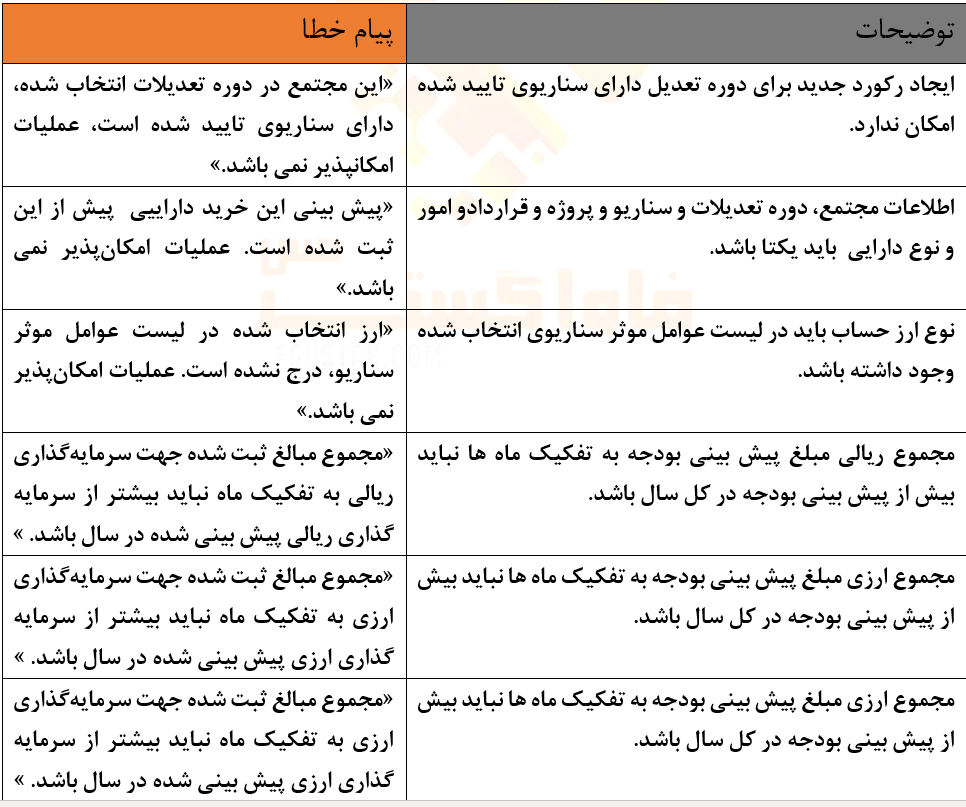 توضیحات
پیام خطا
ایجاد رکورد جدید برای دوره تعدیل دارای سناریوی تایید شده
امکان ندارد.
«این مجتمع در دوره تعدیلات انتخاب شده،
دارای سناریوی تایید شده است، عملیات
امکانپذیر نمی باشد.»
اطلاعات مجتمع، دوره تعدیلات و سناریو و پروژه و قراردادو امور
و نوع دارایی باید یکتا باشد.
«پیش بینی این خرید داراییی پیش از این
ثبت شده است. عملیات امکان‌پذیر نمی
باشد.»
نوع ارز حساب باید در لیست عوامل موثر سناریوی انتخاب شده
وجود داشته باشد.
«ارز انتخاب شده در لیست عوامل موثر
سناریو، درج نشده است. عملیات امکان‌پذیر
نمی باشد.»
مجموع ریالی مبلغ پیش بینی بودجه به تفکیک ماه ها نباید
بیش از پیش بینی بودجه در کل سال باشد.
«مجموع مبالغ ثبت شده جهت سرمایه‌گذاری
ریالی به تفکیک ماه نباید بیشتر از سرمایه
گذاری ریالی پیش بینی شده در سال باشد. »
مجموع ارزی مبلغ پیش بینی بودجه به تفکیک ماه ها نباید بیش
از پیش بینی بودجه در کل سال باشد.
«مجموع مبالغ ثبت شده جهت سرمایه‌گذاری
ارزی به تفکیک ماه نباید بیشتر از سرمایه
گذاری ارزی پیش بینی شده در سال باشد. »
مجموع ارزی مبلغ پیش بینی بودجه به تفکیک ماه ها نباید بیش
از پیش بینی بودجه در کل سال باشد.
«مجموع مبالغ ثبت شده جهت سرمایه‌گذاری
ارزی به تفکیک ماه نباید بیشتر از سرمایه
گذاری ارزی پیش بینی شده در سال باشد. »